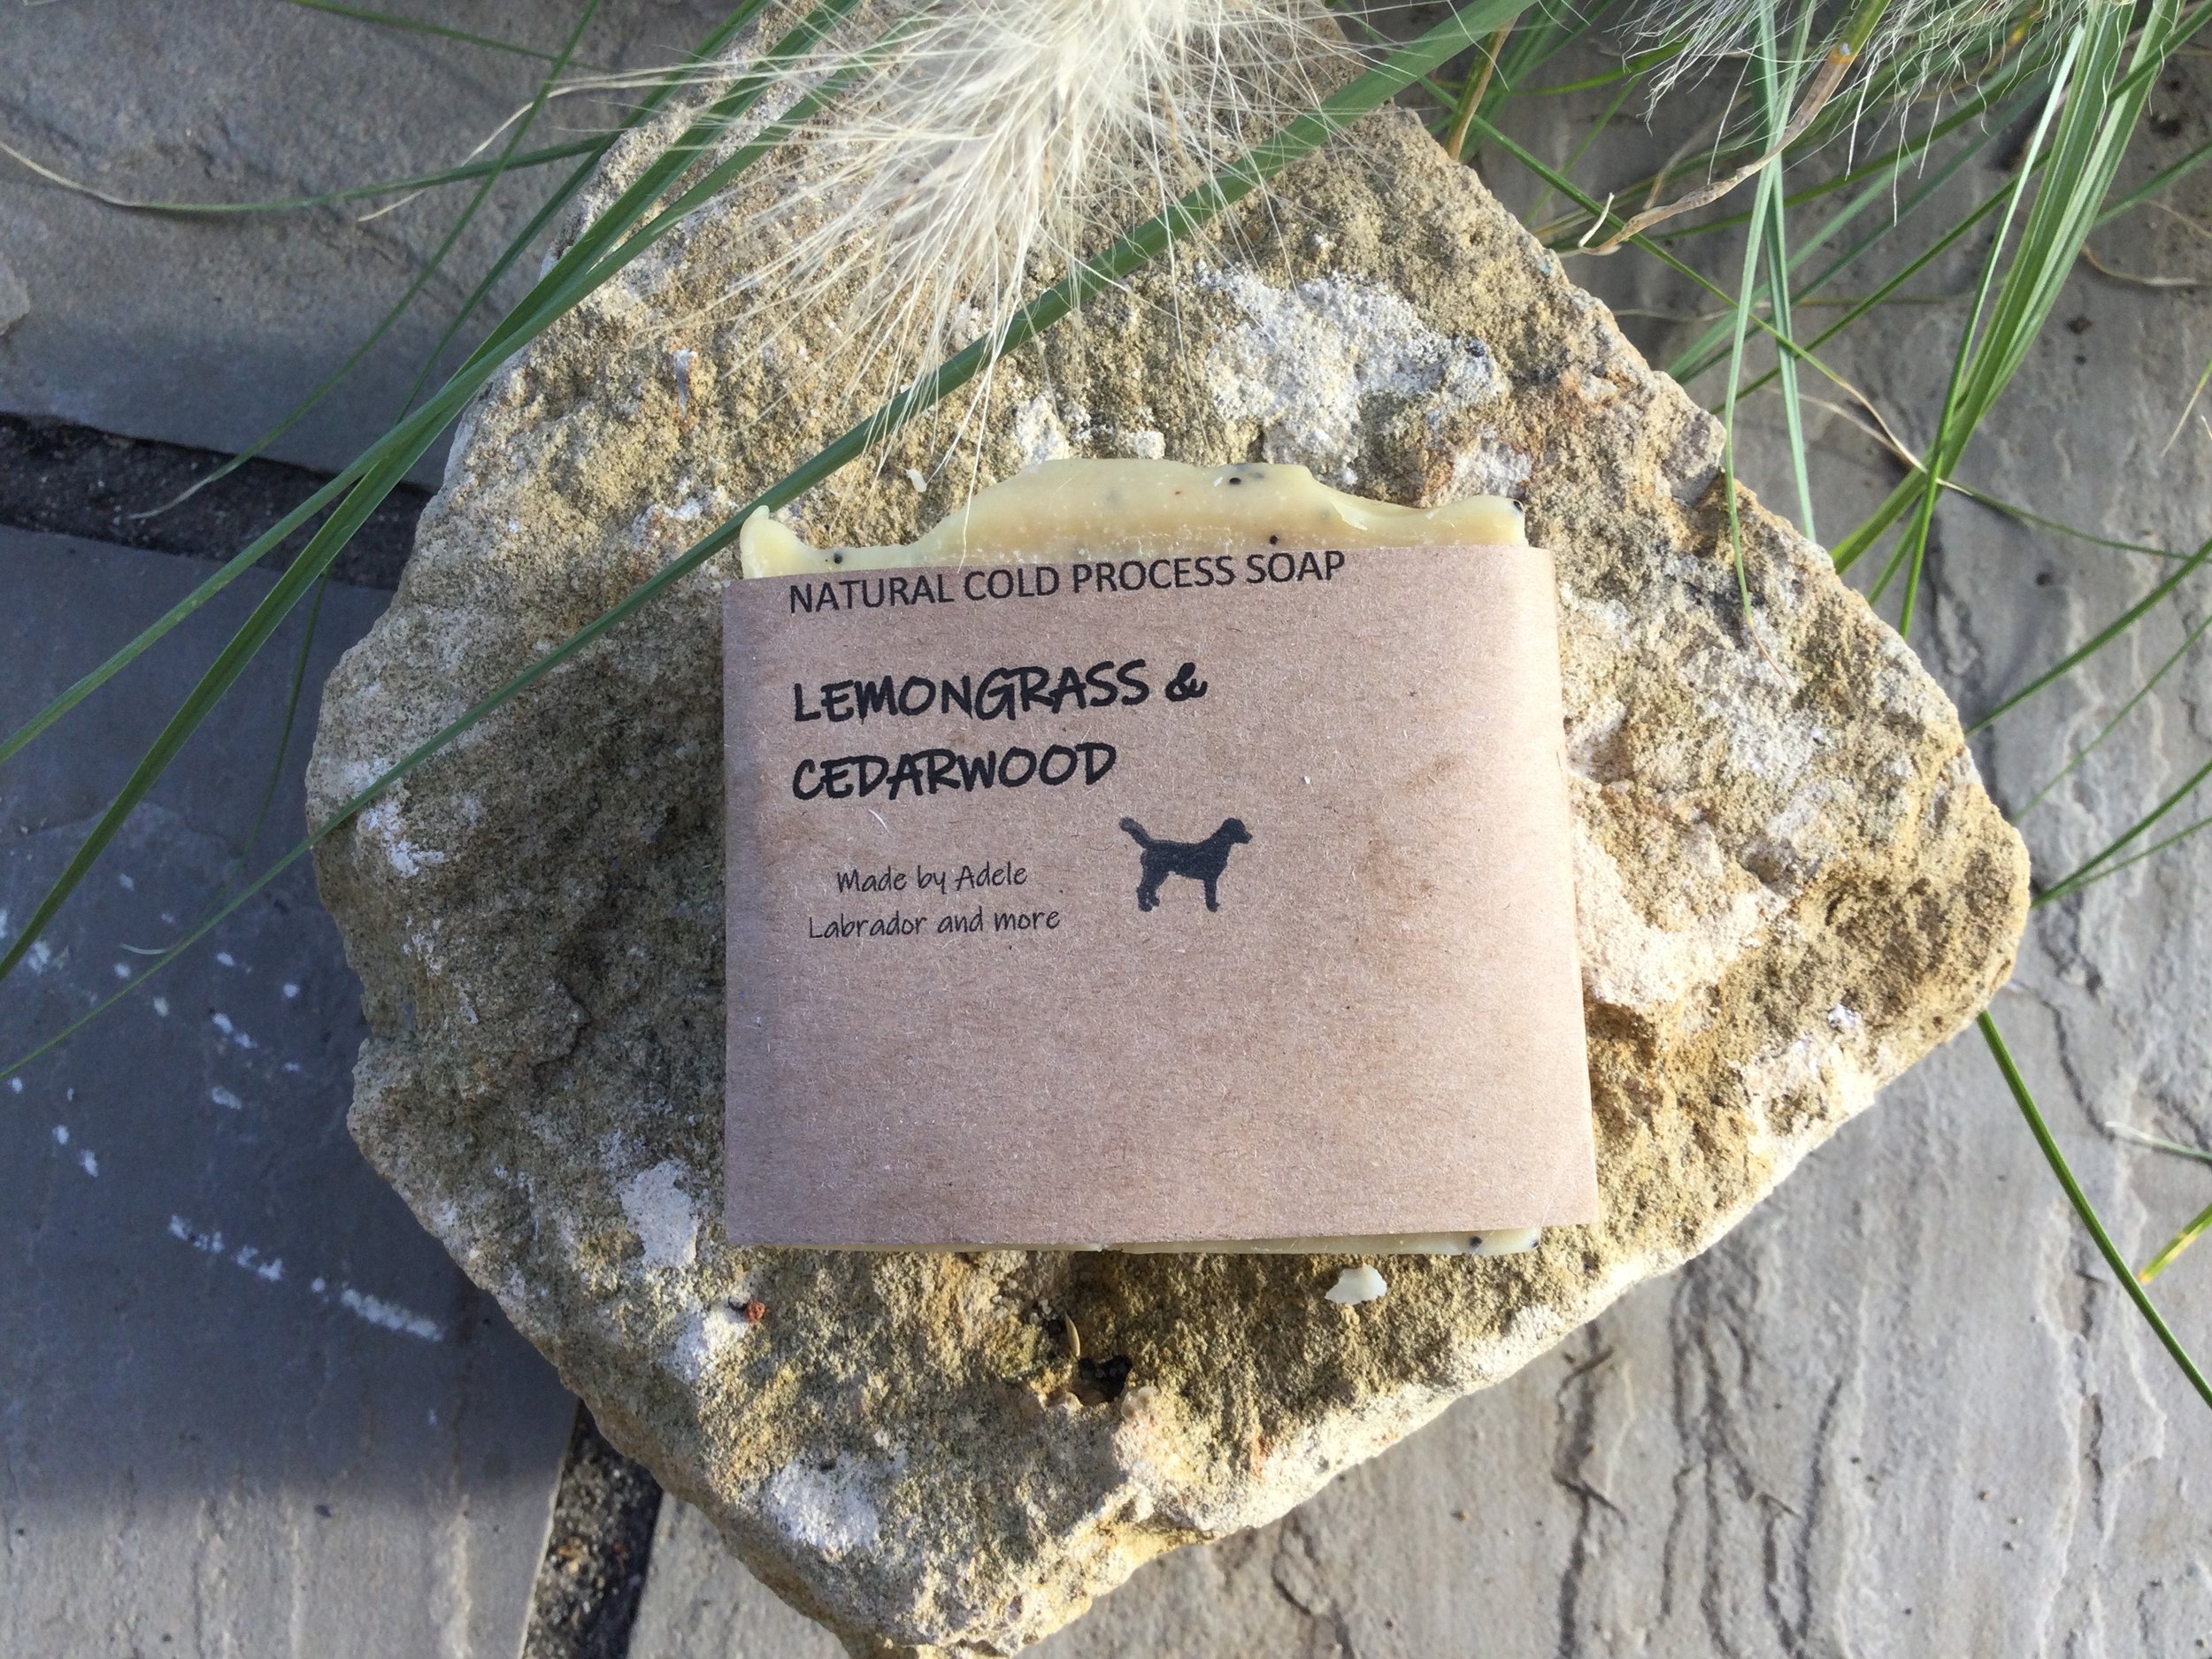 NATURAL COLD PROCESS SOAP
LEMONGRASS &
CEDARWOOD
Made by Adele
Labrador and more